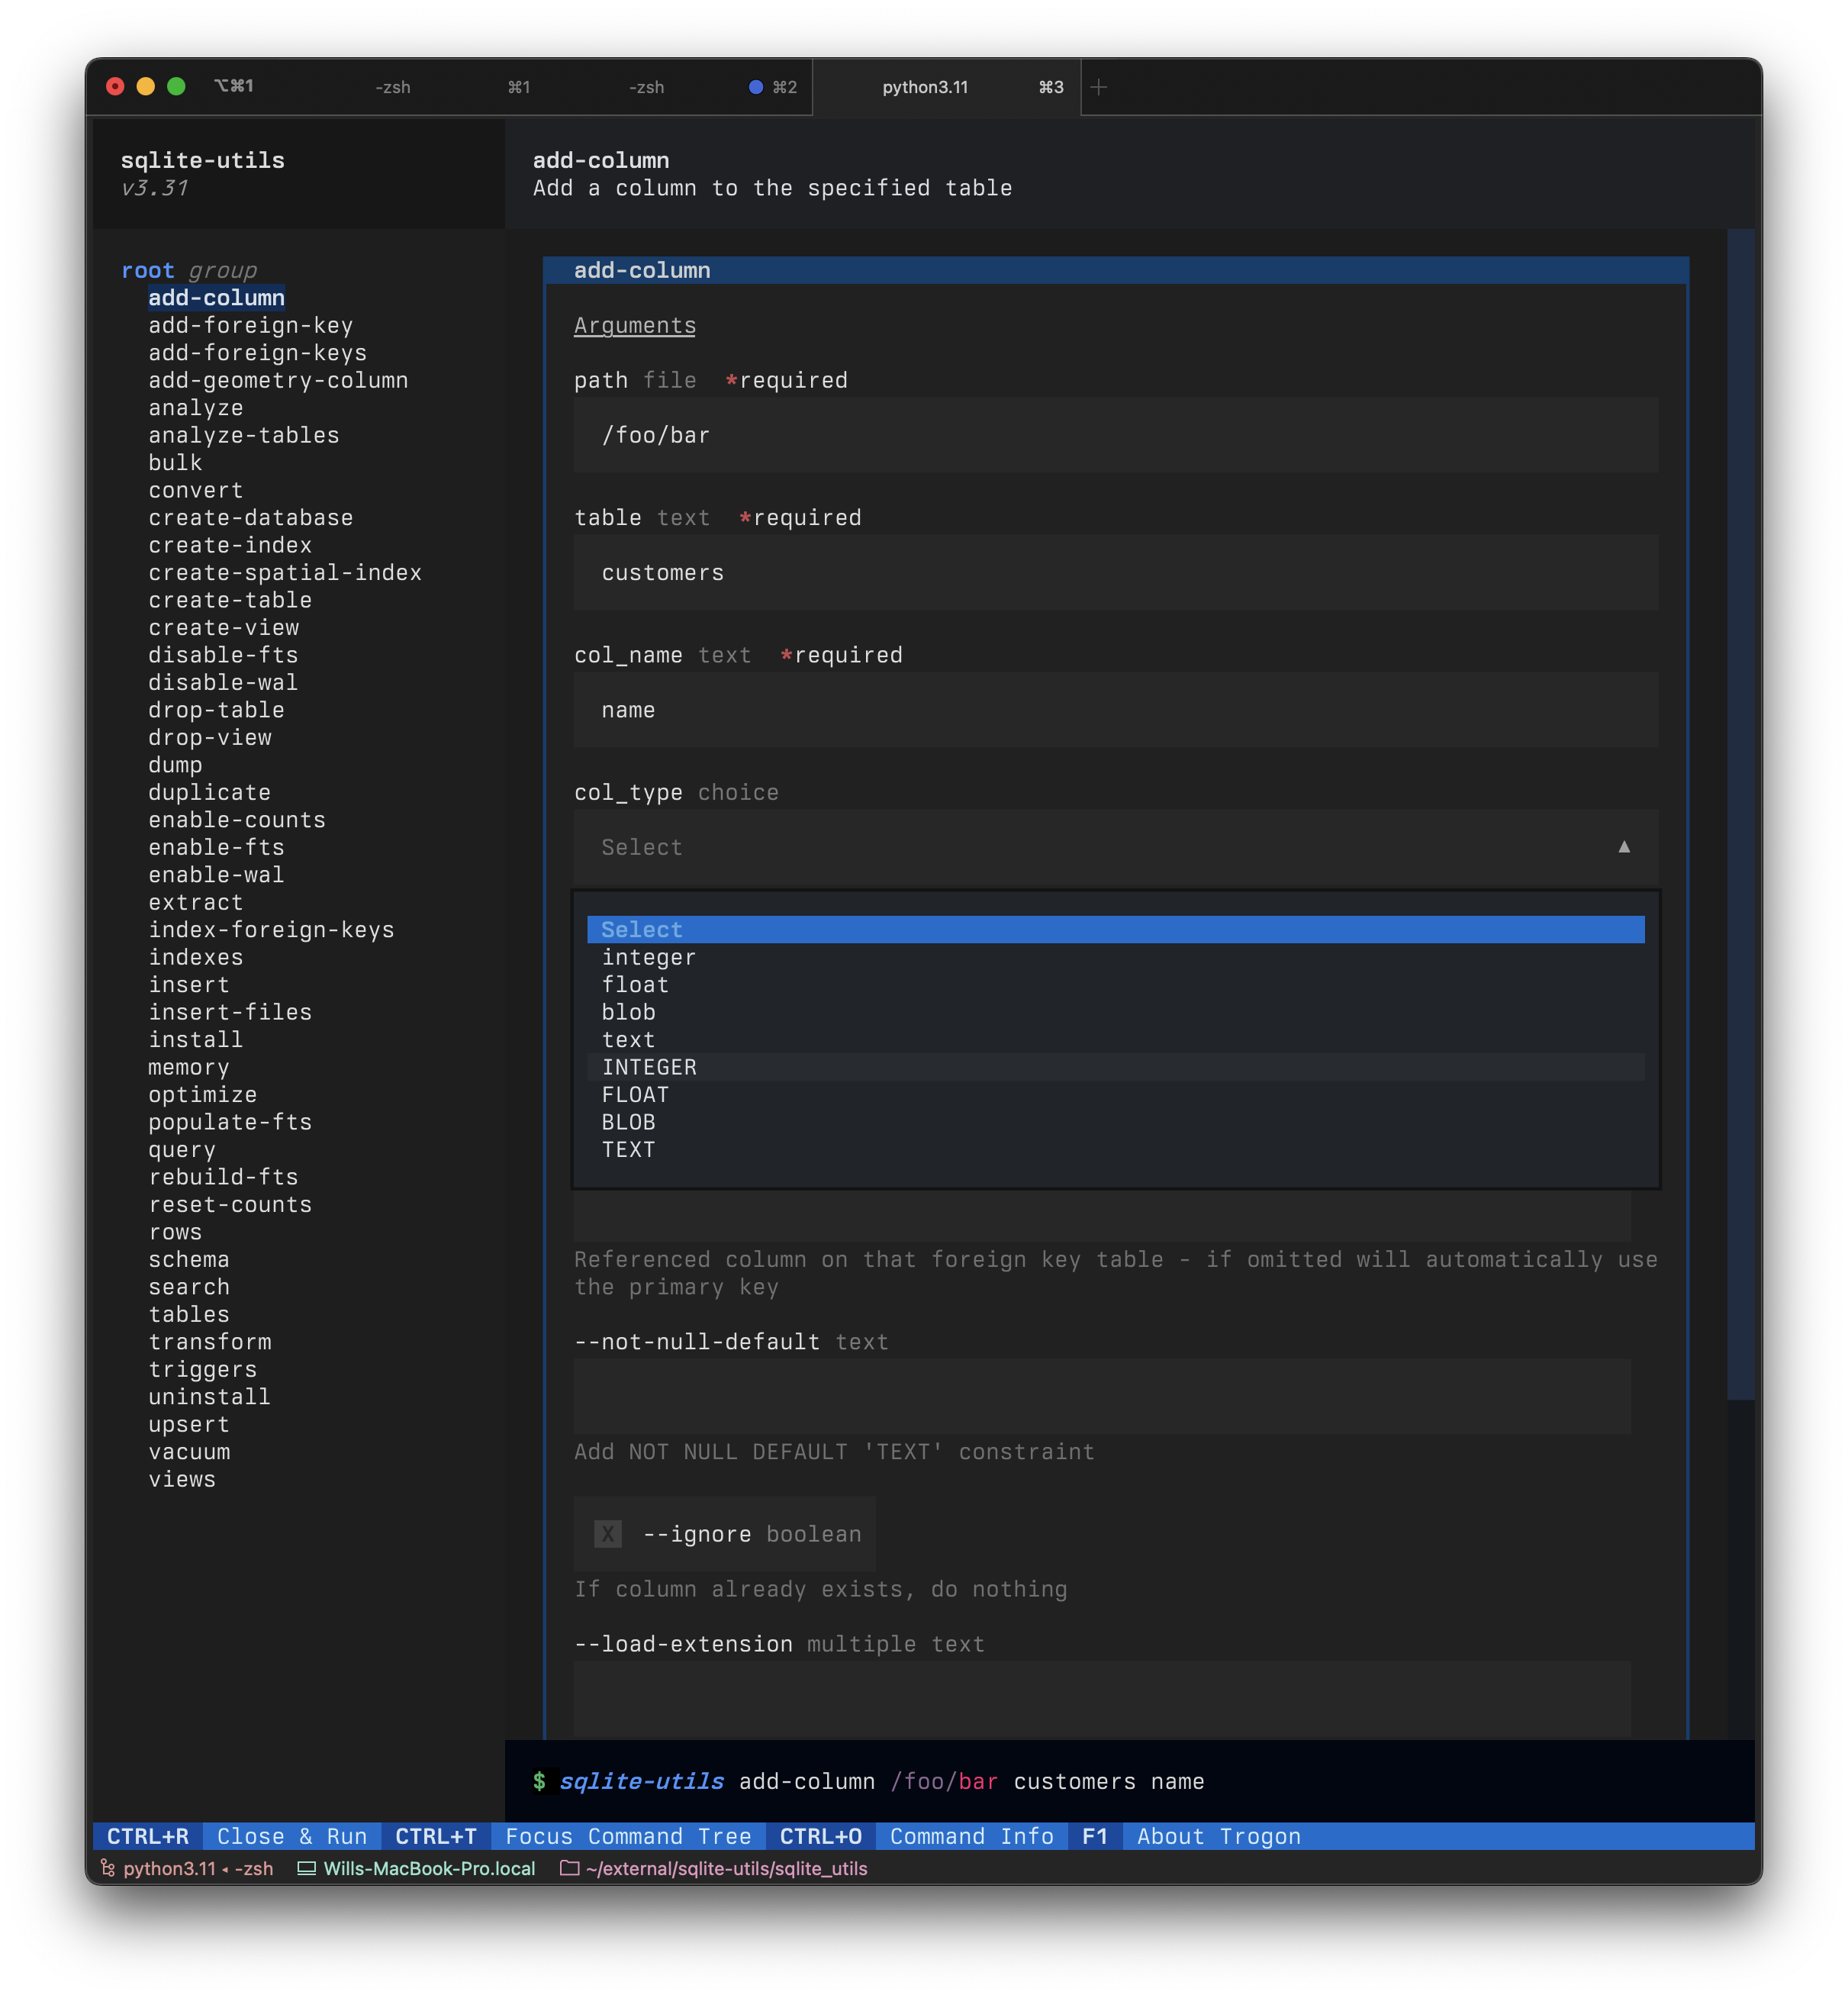 ⌥⌘1 -zsh ⌘1 -zsh ⌘2 python3.11 ⌘3 +
sqlite-utils
v3.31
root group
add-column
add-foreign-key
add-foreign-keys
add-geometry-column
analyze
analyze-tables
bulk
convert
create-database
create-index
create-spatial-index
create-table
create-view
disable-fts
disable-wal
drop-table
drop-view
dump
duplicate
enable-counts
enable-fts
enable-wal
extract
index-foreign-keys
indexes
insert
insert-files
install
memory
optimize
populate-fts
query
rebuild-fts
reset-counts
rows
schema
search
tables
transform
triggers
uninstall
upsert
vacuum
views
add-column
Add a column to the specified table
add-column
Arguments
path file *required
/foo/bar
table text *required
customers
col_name text *required
name
col_type choice
Select ▲
Select
integer
float
blob
text
INTEGER
FLOAT
BLOB
TEXT
Referenced column on that foreign key table - if omitted will automatically use
the primary key
--not-null-default text
Add NOT NULL DEFAULT 'TEXT' constraint
X --ignore boolean
If column already exists, do nothing
--load-extension multiple text
$ sqlite-utils add-column /foo/bar customers name
CTRL+R Close & Run CTRL+T Focus Command Tree CTRL+O Command Info F1 About Trogon
python3.11 ◂ -zsh Wills-MacBook-Pro.local ~/external/sqlite-utils/sqlite_utils